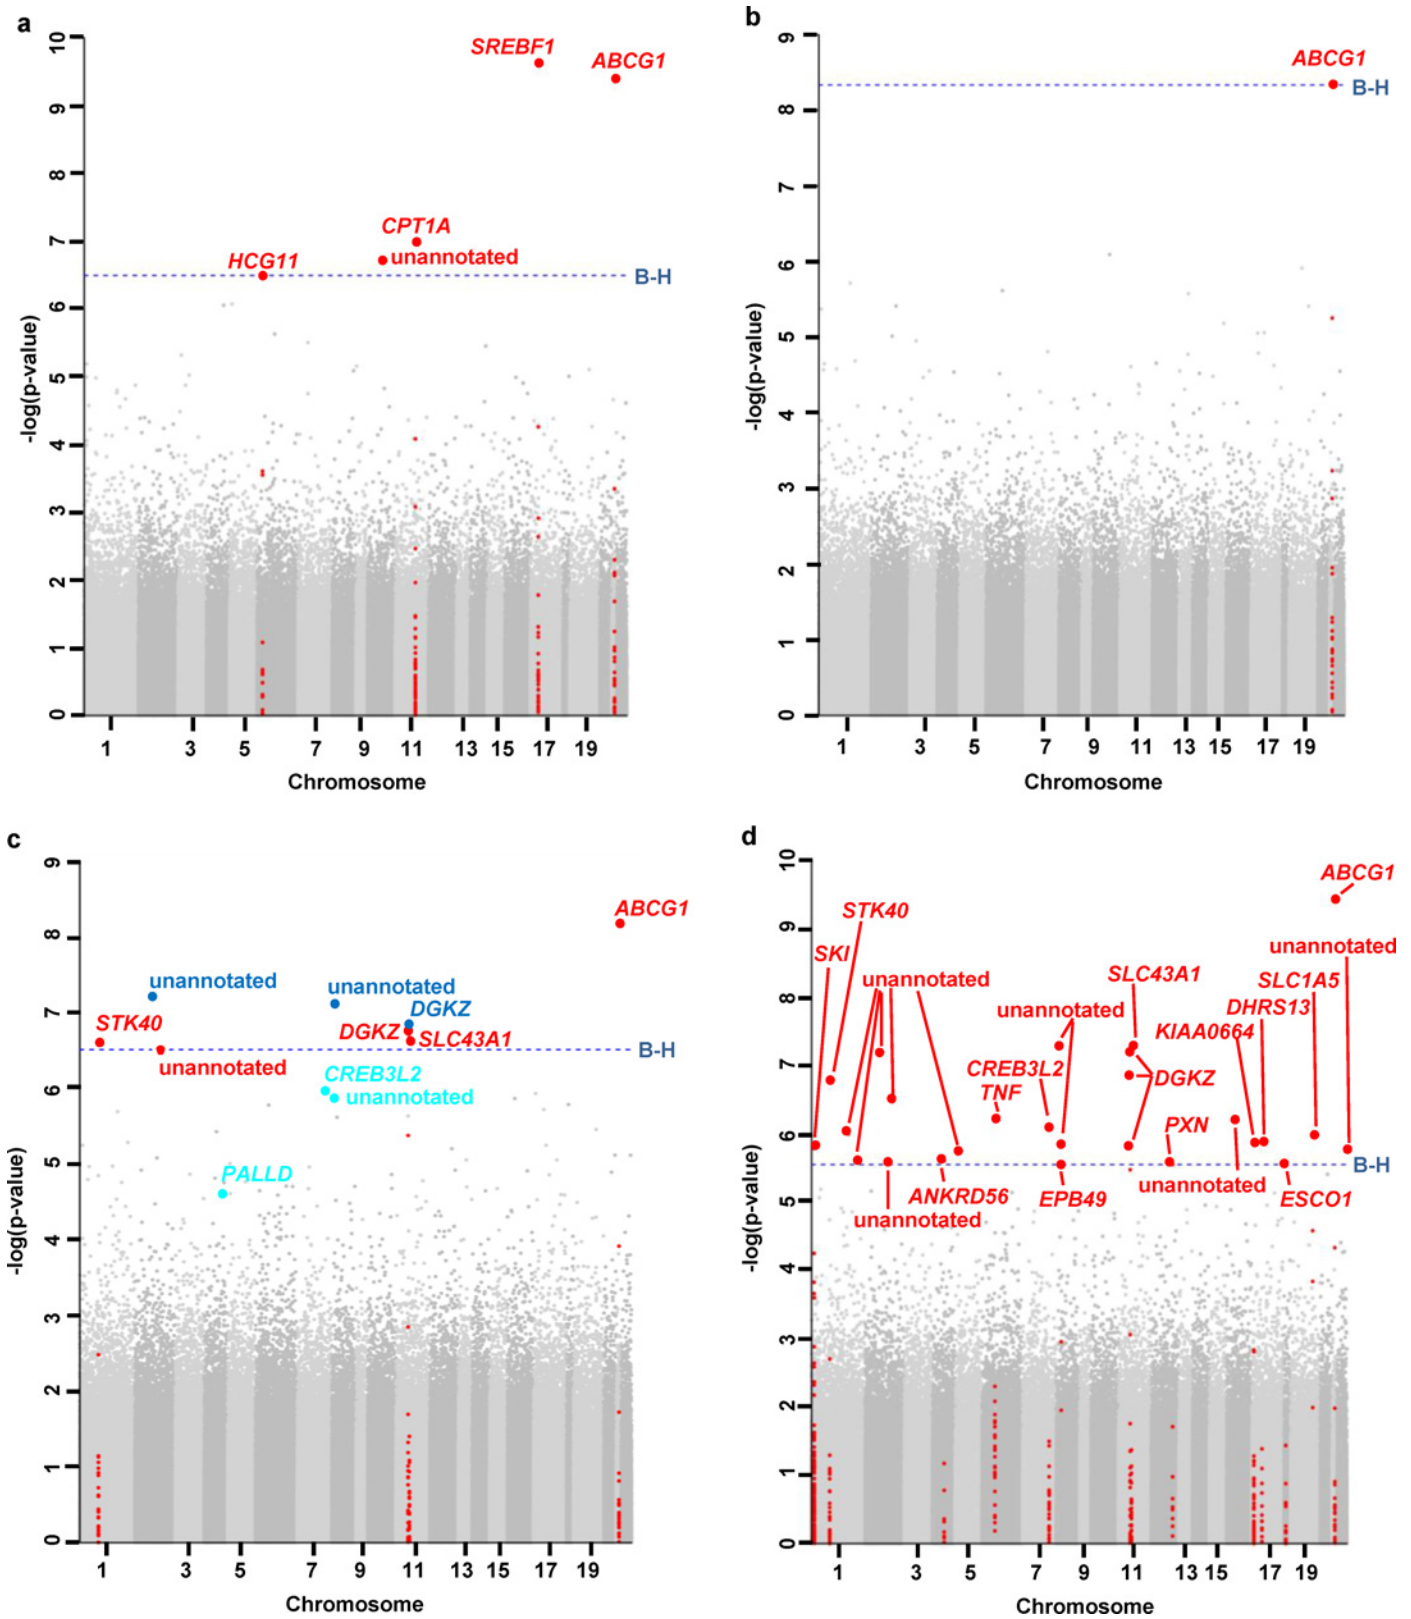 a
10
9
8
7
6
5
4
3
2
1
0
-log(p-value)
SREBF1
ABCG1
CPT1A
unannotated
HCG11
B-H
1 3 5 7 9 11 13 15 17 19
Chromosome
b
9
8
7
6
5
4
3
2
1
0
-log(p-value)
ABCG1
B-H
1 3 5 7 9 11 13 15 17 19
Chromosome
c
9
8
7
6
5
4
3
2
1
0
-log(p-value)
ABCG1
unannotated
unannotated
DGKZ
STK40
DGKZ
SLC43A1
B-H
unannotated
CREB3L2
unannotated
PALLD
1 3 5 7 9 11 13 15 17 19
Chromosome
d
10
9
8
7
6
5
4
3
2
1
0
-log(p-value)
ABCG1
STK40
SKI
unannotated
unannotated
SLC43A1
SLC1A5
unannotated
DHRS13
KIAA0664
CREB3L2
TNF
DGKZ
PXN
B-H
ANKRD56
EPB49
unannotated
ESCO1
unannotated
1 3 5 7 9 11 13 15 17 19
Chromosome